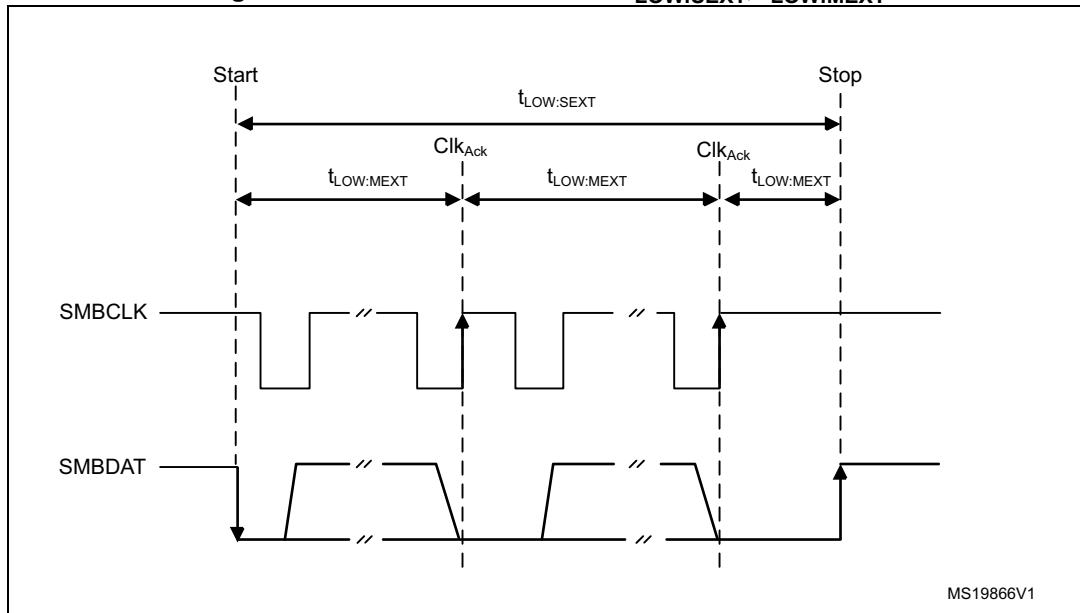 Start
Stop
tLOW:SEXT
ClkAck
ClkAck
tLOW:MEXT
tLOW:MEXT
tLOW:MEXT
SMBCLK
SMBDAT
MS19866V1